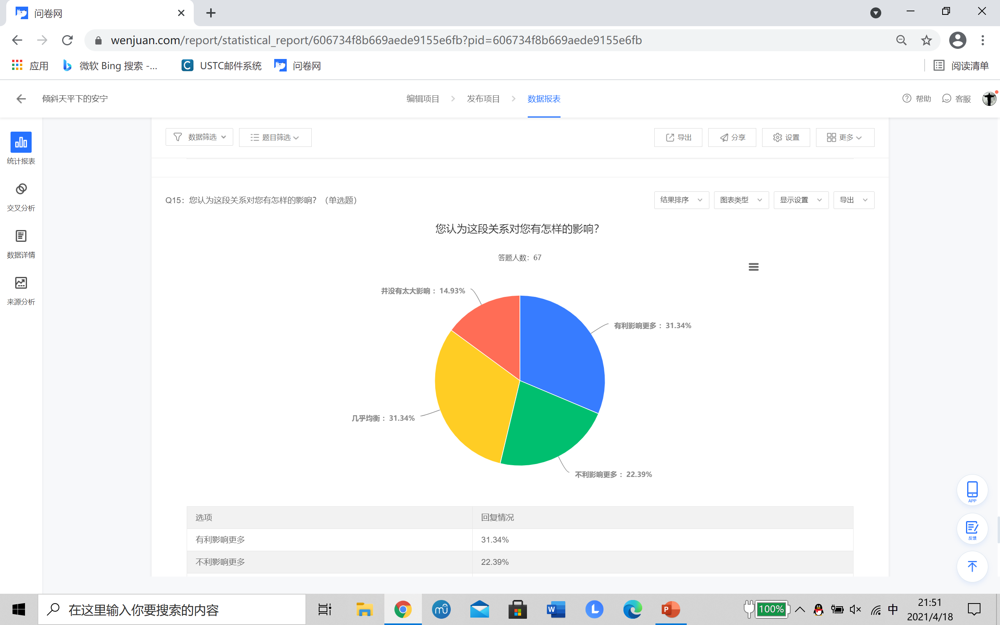 问卷网
wenjuan.com/report/statistical_report/606734f8b669aede9155e6fb?pid=606734f8b669aede9155e6fb
应用 微软 Bing 搜索 -... USTC邮件系统 问卷网 阅读清单
倾斜天平下的安宁 编辑项目 发布项目 数据报表 帮助 客服
统计报表
交叉分析
数据详情
来源分析
数据筛选 题目筛选 导出 分享 设置 更多
Q15：您认为这段关系对您有怎样的影响？（单选题） 结果排序 图表类型 显示设置 导出
您认为这段关系对您有怎样的影响?
答题人数：67
并没有太大影响： 14.93%
有利影响更多： 31.34%
几乎均衡： 31.34%
不利影响更多： 22.39%
选项 回复情况
有利影响更多 31.34%
不利影响更多 22.39%
APP
反馈
在这里输入你要搜索的内容 100% 中 21:51
2021/4/18